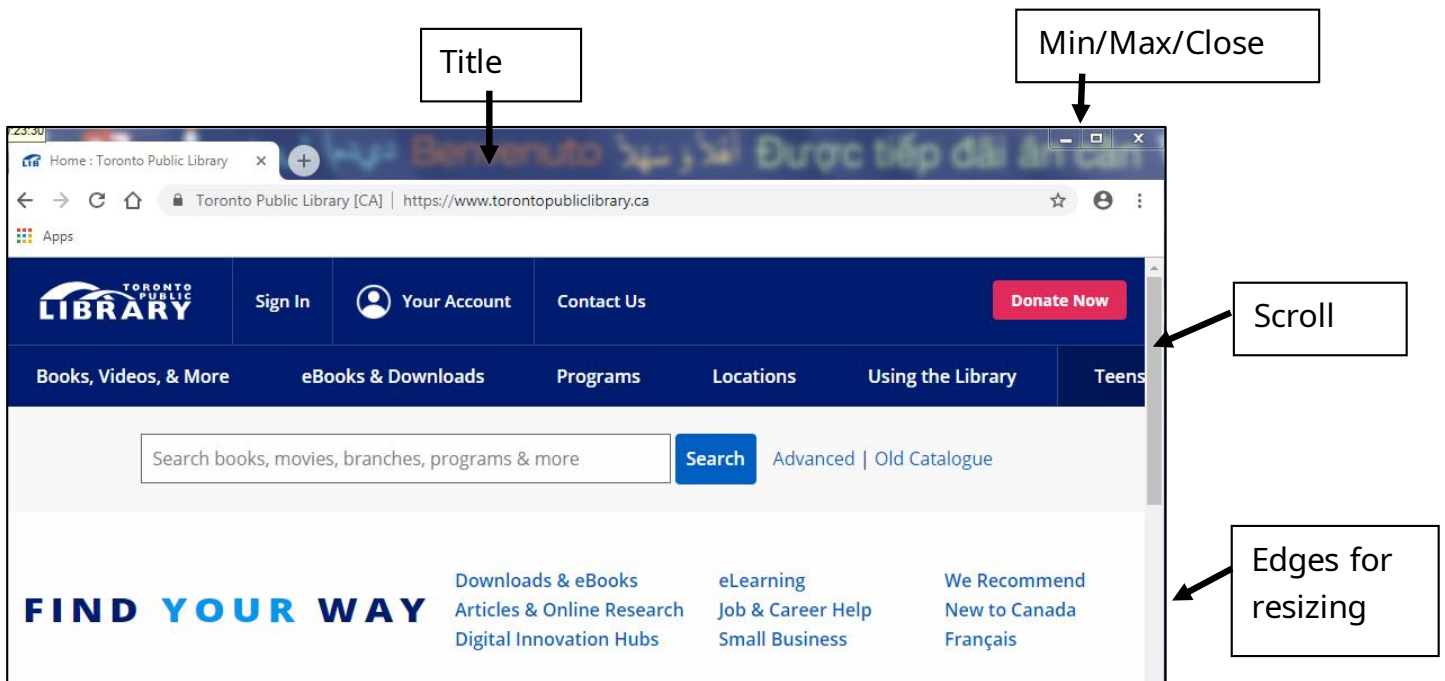 Title
Min/Max/Close
:23:30
Home : Toronto Public Library
Benvenuto أهلاً وسهلاً Được tiếp đãi ân cần
Toronto Public Library [CA] | https://www.torontopubliclibrary.ca
Apps
TORONTO
PUBLIC
LIBRARY
Sign In
Your Account
Contact Us
Donate Now
Scroll
Books, Videos, & More
eBooks & Downloads
Programs
Locations
Using the Library
Teens
Search books, movies, branches, programs & more
Search
Advanced | Old Catalogue
Edges for
resizing
FIND YOUR WAY
Downloads & eBooks
Articles & Online Research
Digital Innovation Hubs
eLearning
Job & Career Help
Small Business
We Recommend
New to Canada
Français